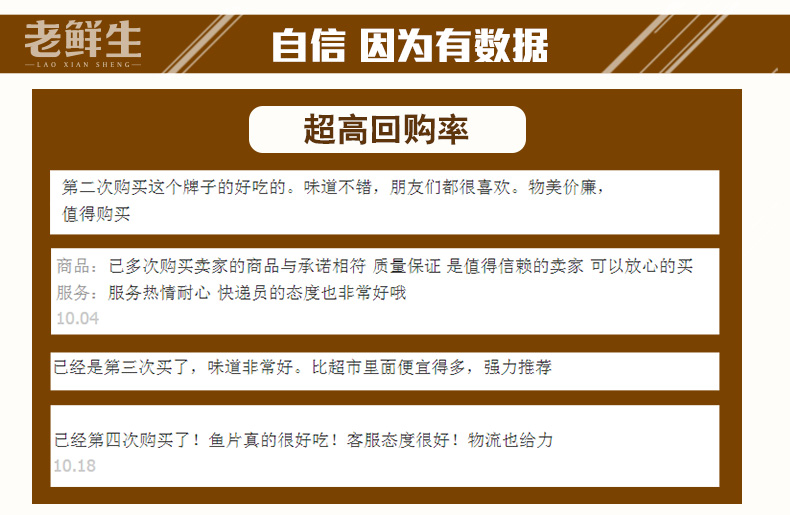 老鲜生
LAO XIAN SHENG
自信 因为有数据
超高回购率
第二次购买这个牌子的好吃的。味道不错，朋友们都很喜欢。物美价廉，
值得购买
商品：已多次购买卖家的商品与承诺相符 质量保证 是值得信赖的卖家 可以放心的买
服务：服务热情耐心 快递员的态度也非常好哦
10.04
已经是第三次买了，味道非常好。比超市里面便宜得多，强力推荐
已经第四次购买了！鱼片真的很好吃！客服态度很好！物流也给力
10.18